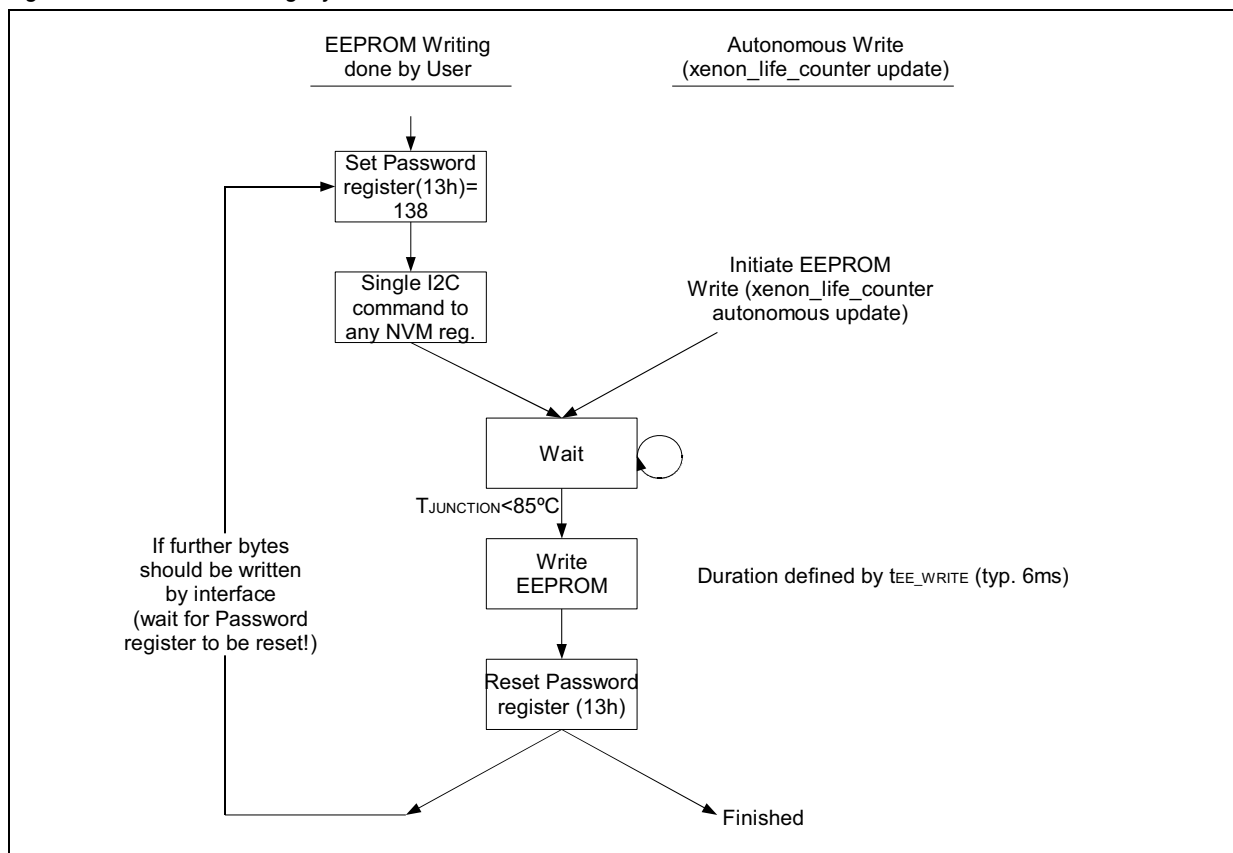 EEPROM Writing
done by User
Autonomous Write
(xenon_life_counter update)
Set Password
register(13h)=
138
Single I2C
command to
any NVM reg.
Initiate EEPROM
Write (xenon_life_counter
autonomous update)
Wait
TJUNCTION<85ºC
If further bytes
should be written
by interface
(wait for Password
register to be reset!)
Write
EEPROM
Duration defined by tEE_WRITE (typ. 6ms)
Reset Password
register (13h)
Finished